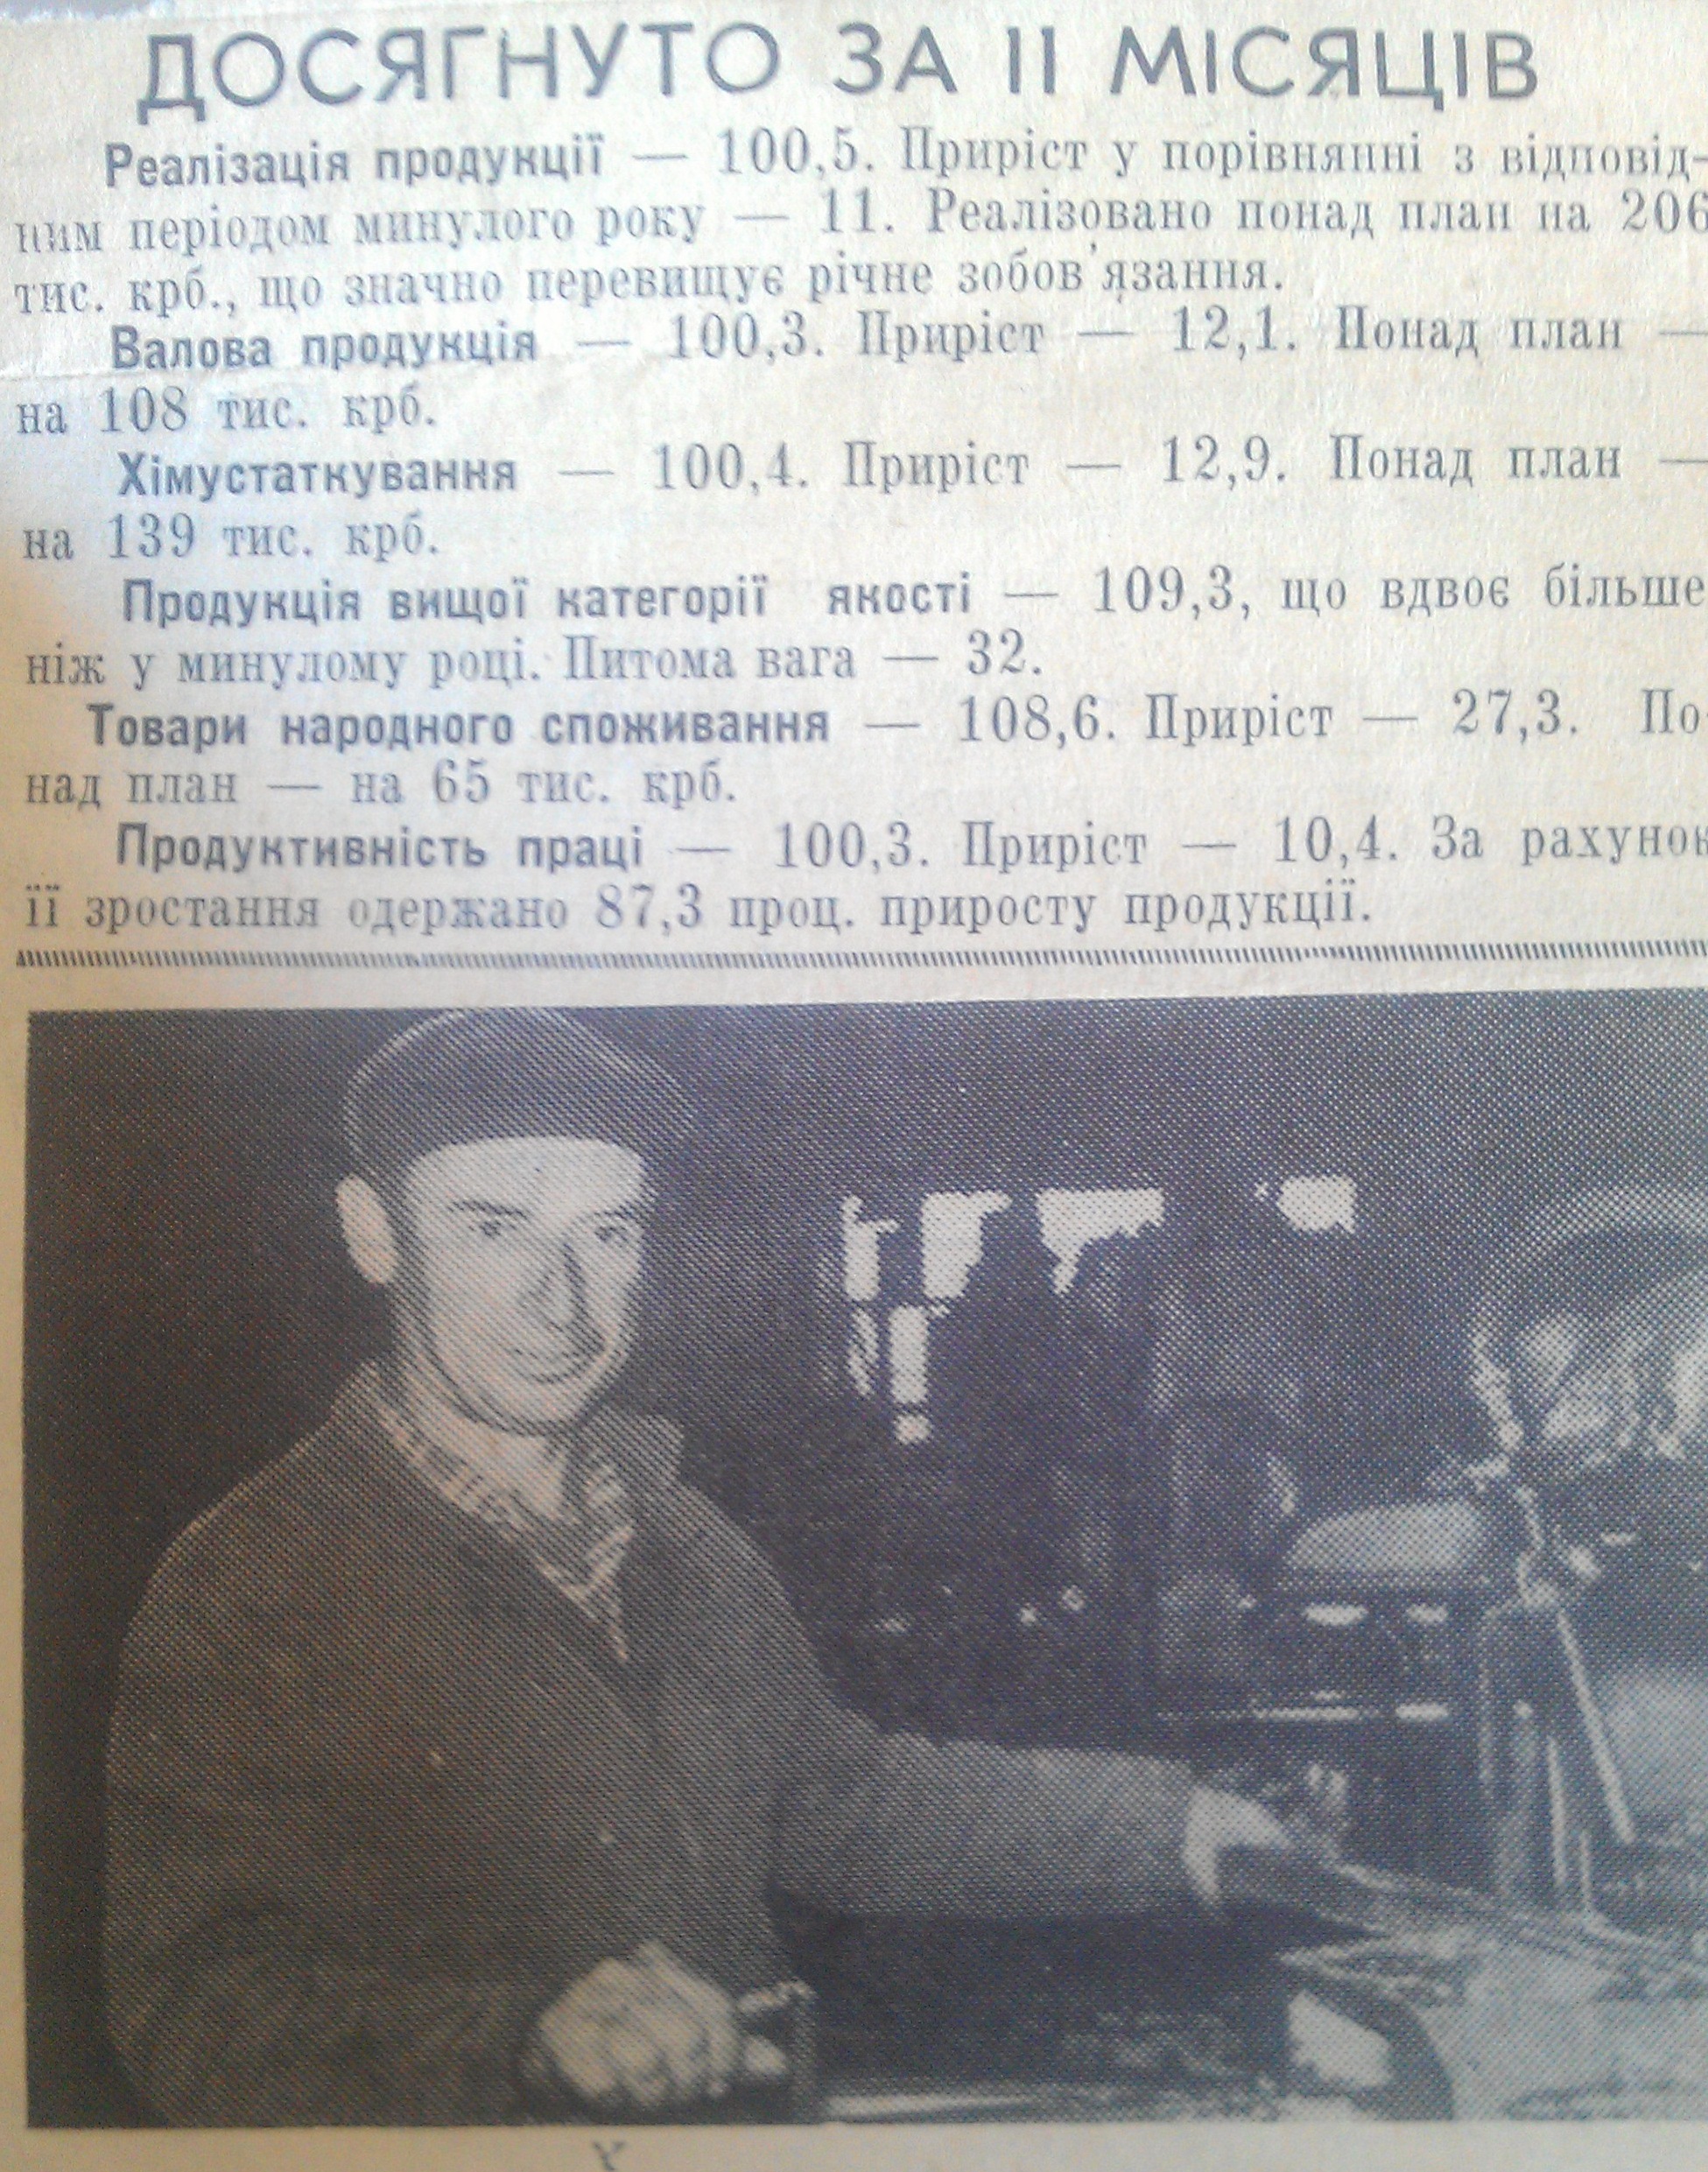 ДОСЯГНУТО ЗА 11 МІСЯЦІВ
Реалізація продукції — 100,5. Приріст у порівнянні з відповід-
ним періодом минулого року — 11. Реалізовано понад план на 206
тис. крб., що значно перевищує річне зобов'язання.
Валова продукція — 100,3. Приріст — 12,1. Понад план —
на 108 тис. крб.
Хімустаткування — 100,4. Приріст — 12,9. Понад план —
на 139 тис. крб.
Продукція вищої категорії якості — 109,3, що вдвоє більше
ніж у минулому році. Питома вага — 32.
Товари народного споживання — 108,6. Приріст — 27,3. По
над план — на 65 тис. крб.
Продуктивність праці — 100,3. Приріст — 10,4. За рахунок
її зростання одержано 87,3 проц. приросту продукції.